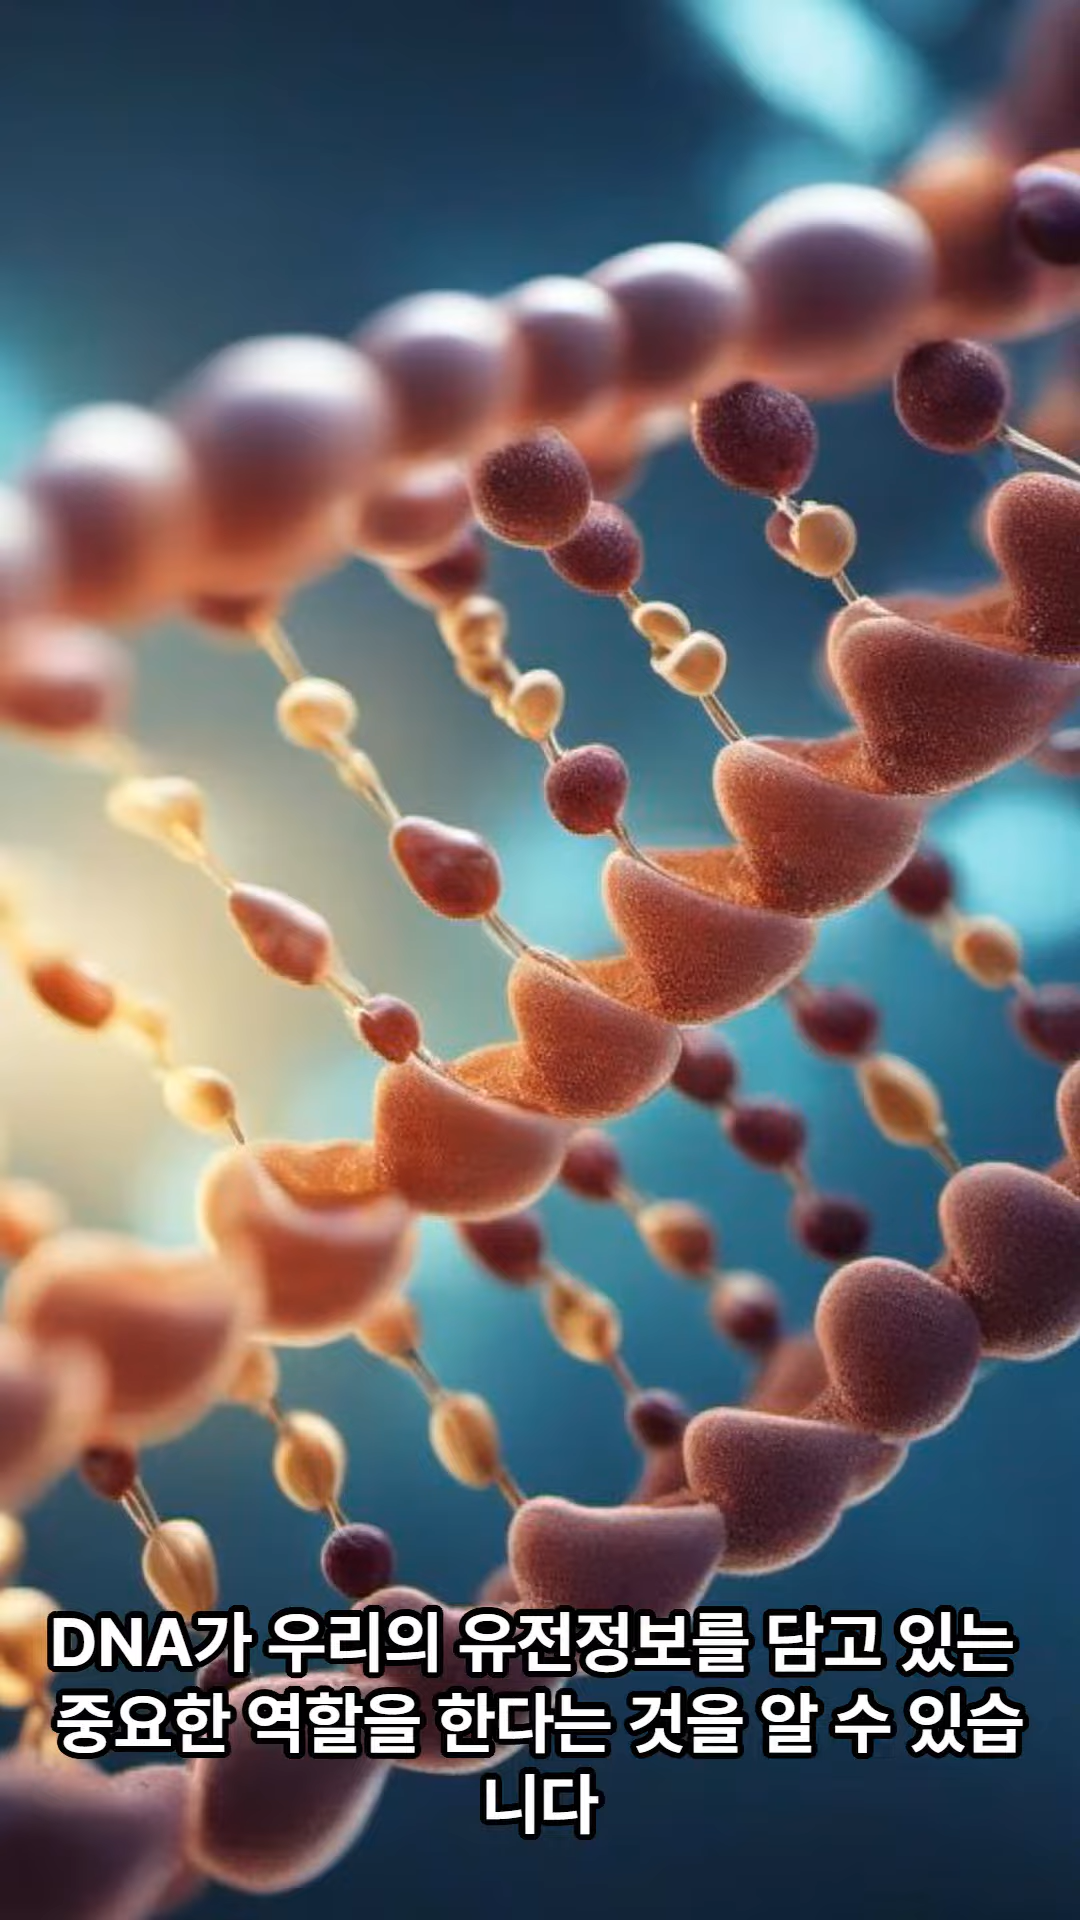 DNA가 우리의 유전정보를 담고 있는
중요한 역할을 한다는 것을 알 수 있습
니다